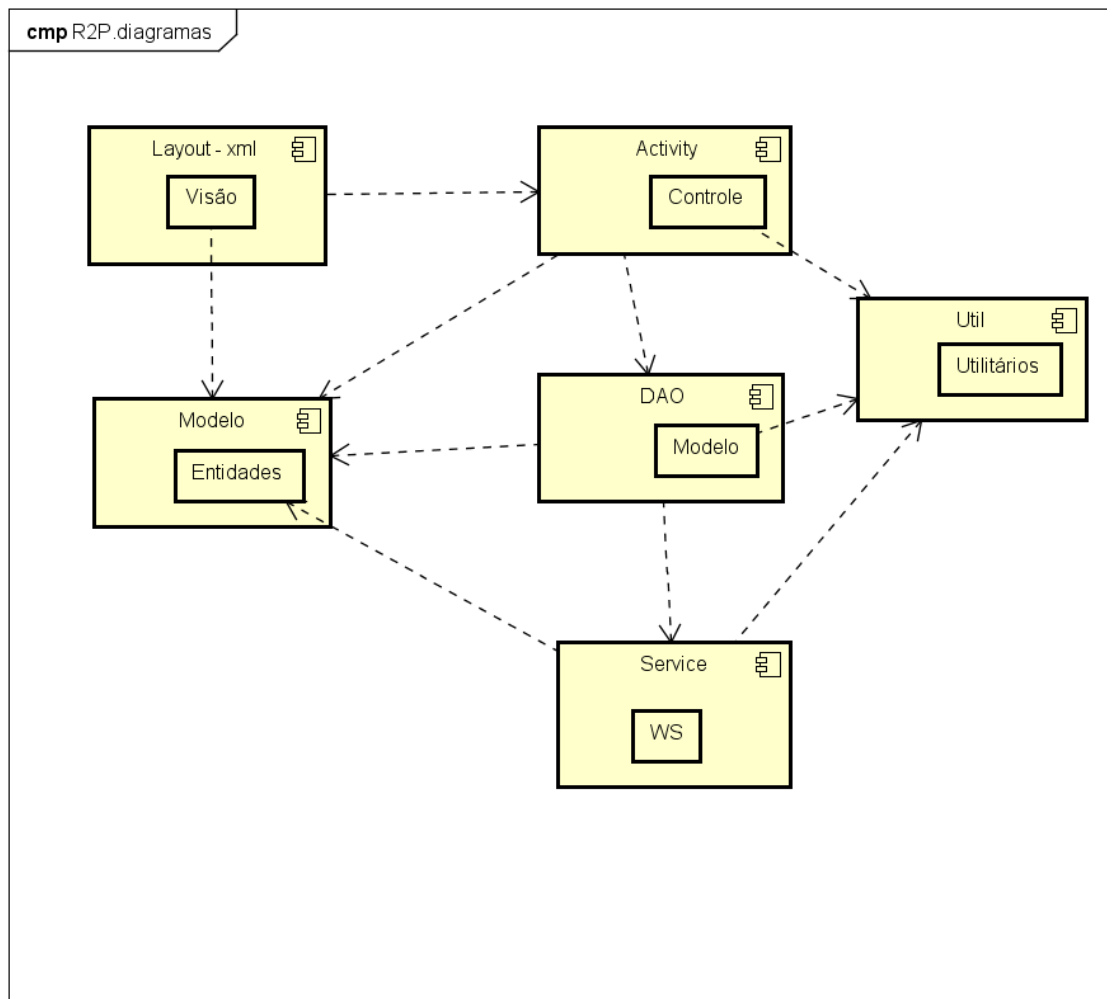 cmp R2P.diagramas
Layout - xml
Visão
Activity
Controle
Util
Utilitários
Modelo
Entidades
DAO
Modelo
Service
WS